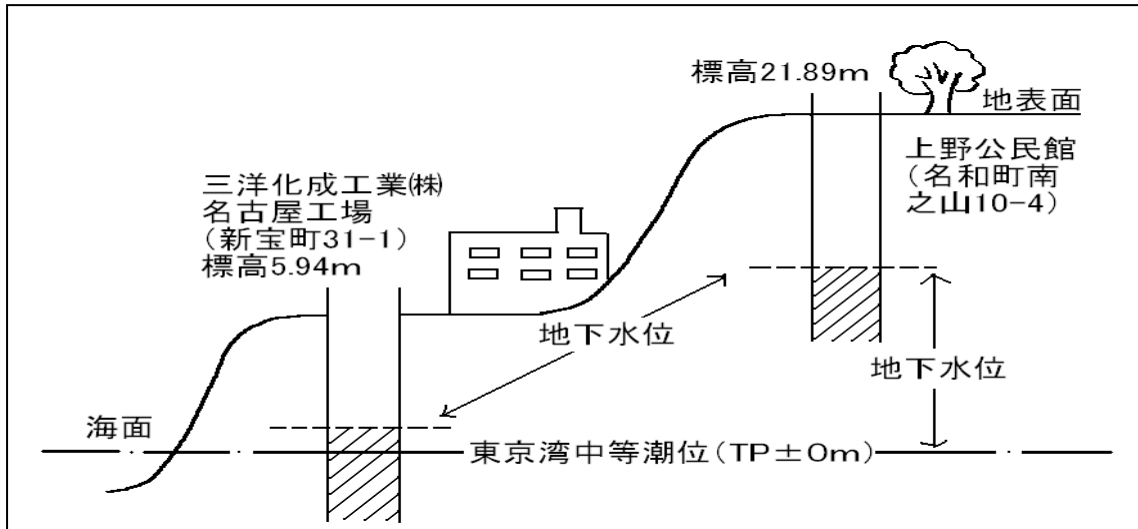 標高21.89m
地表面
上野公民館
(名和町南
之山10-4)
三洋化成工業㈱
名古屋工場
(新宝町31-1)
標高5.94m
地下水位
地下水位
海面
東京湾中等潮位(TP±0m)